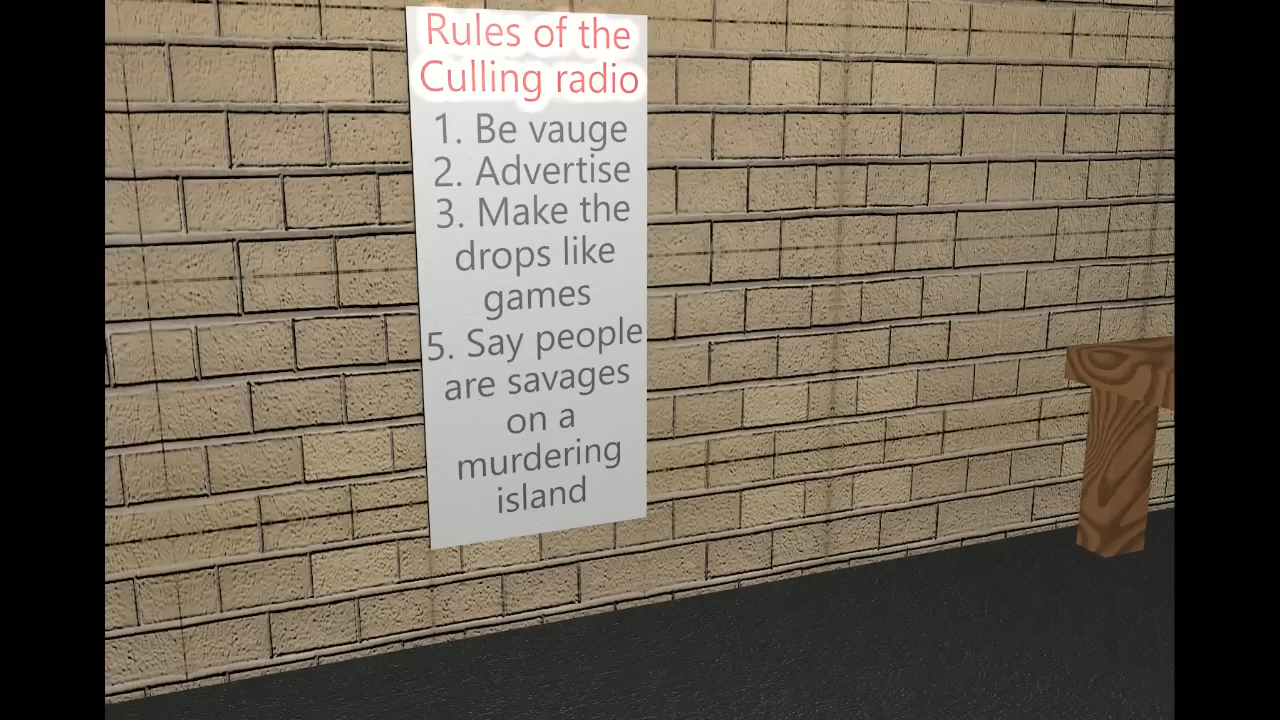 Rules of the
Culling radio
1. Be vauge
2. Advertise
3. Make the
drops like
games
5. Say people
are savages
on a
murdering
island